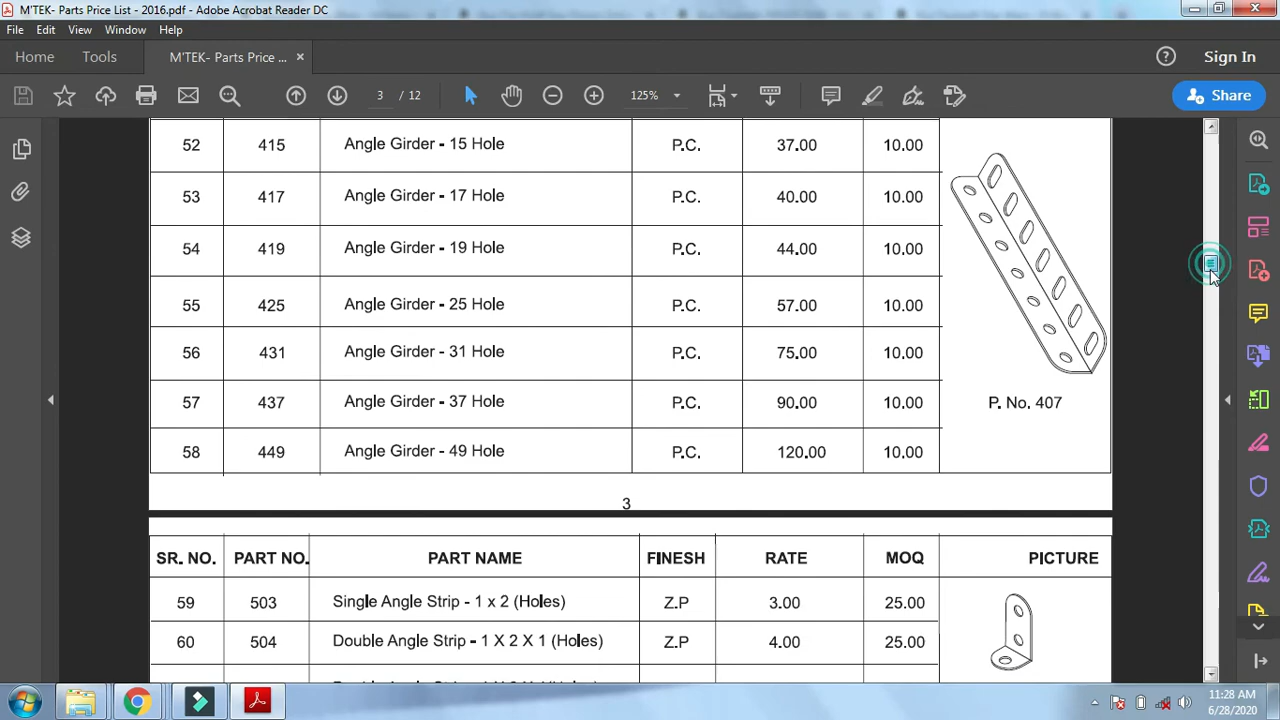 M'TEK- Parts Price List - 2016.pdf - Adobe Acrobat Reader DC
File Edit View Window Help
Home Tools M'TEK- Parts Price ... × Sign In
3 / 12 125% Share
52 415 Angle Girder - 15 Hole P.C. 37.00 10.00
53 417 Angle Girder - 17 Hole P.C. 40.00 10.00
54 419 Angle Girder - 19 Hole P.C. 44.00 10.00
55 425 Angle Girder - 25 Hole P.C. 57.00 10.00
56 431 Angle Girder - 31 Hole P.C. 75.00 10.00
57 437 Angle Girder - 37 Hole P.C. 90.00 10.00 P. No. 407
58 449 Angle Girder - 49 Hole P.C. 120.00 10.00
3
SR. NO. PART NO. PART NAME FINESH RATE MOQ PICTURE
59 503 Single Angle Strip - 1 x 2 (Holes) Z.P 3.00 25.00
60 504 Double Angle Strip - 1 X 2 X 1 (Holes) Z.P 4.00 25.00
11:28 AM
6/28/2020